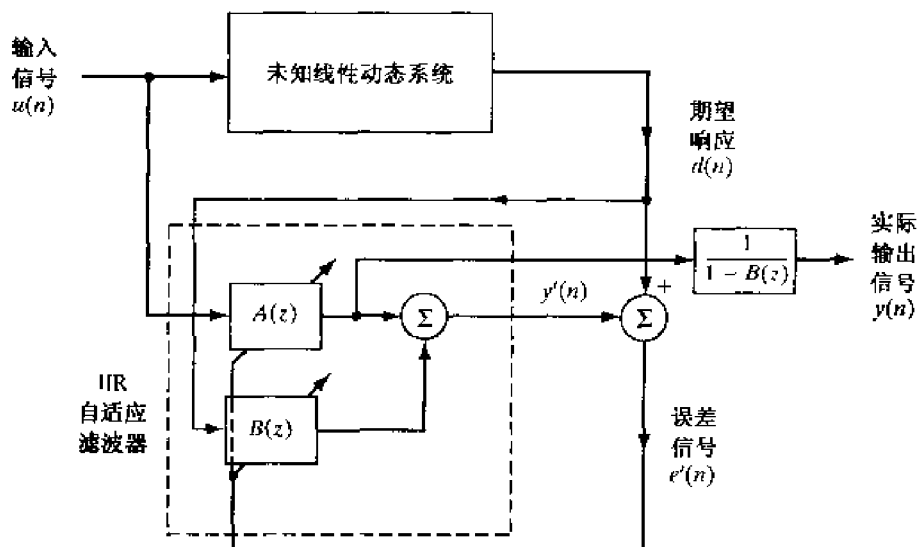 输入
信号
u(n)
未知线性动态系统
期望
响应
d(n)
实际
输出
信号
y(n)
1
1 - B(z)
+
y'(n)
A(z)
Σ
Σ
B(z)
IIR
自适应
滤波器
误差
信号
e'(n)